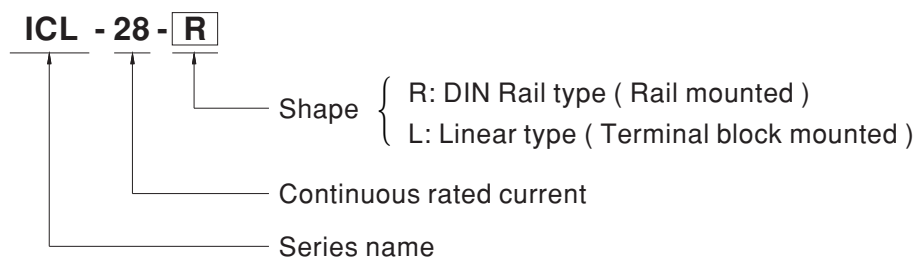 ICL - 28 - R
Shape { R: DIN Rail type ( Rail mounted )
L: Linear type ( Terminal block mounted )
Continuous rated current
Series name